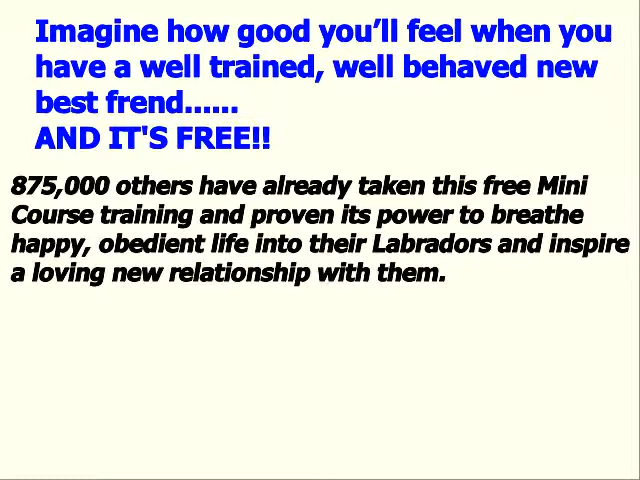 Imagine how good you’ll feel when you
have a well trained, well behaved new
best frend......
AND IT'S FREE!!
875,000 others have already taken this free Mini
Course training and proven its power to breathe
happy, obedient life into their Labradors and inspire
a loving new relationship with them.